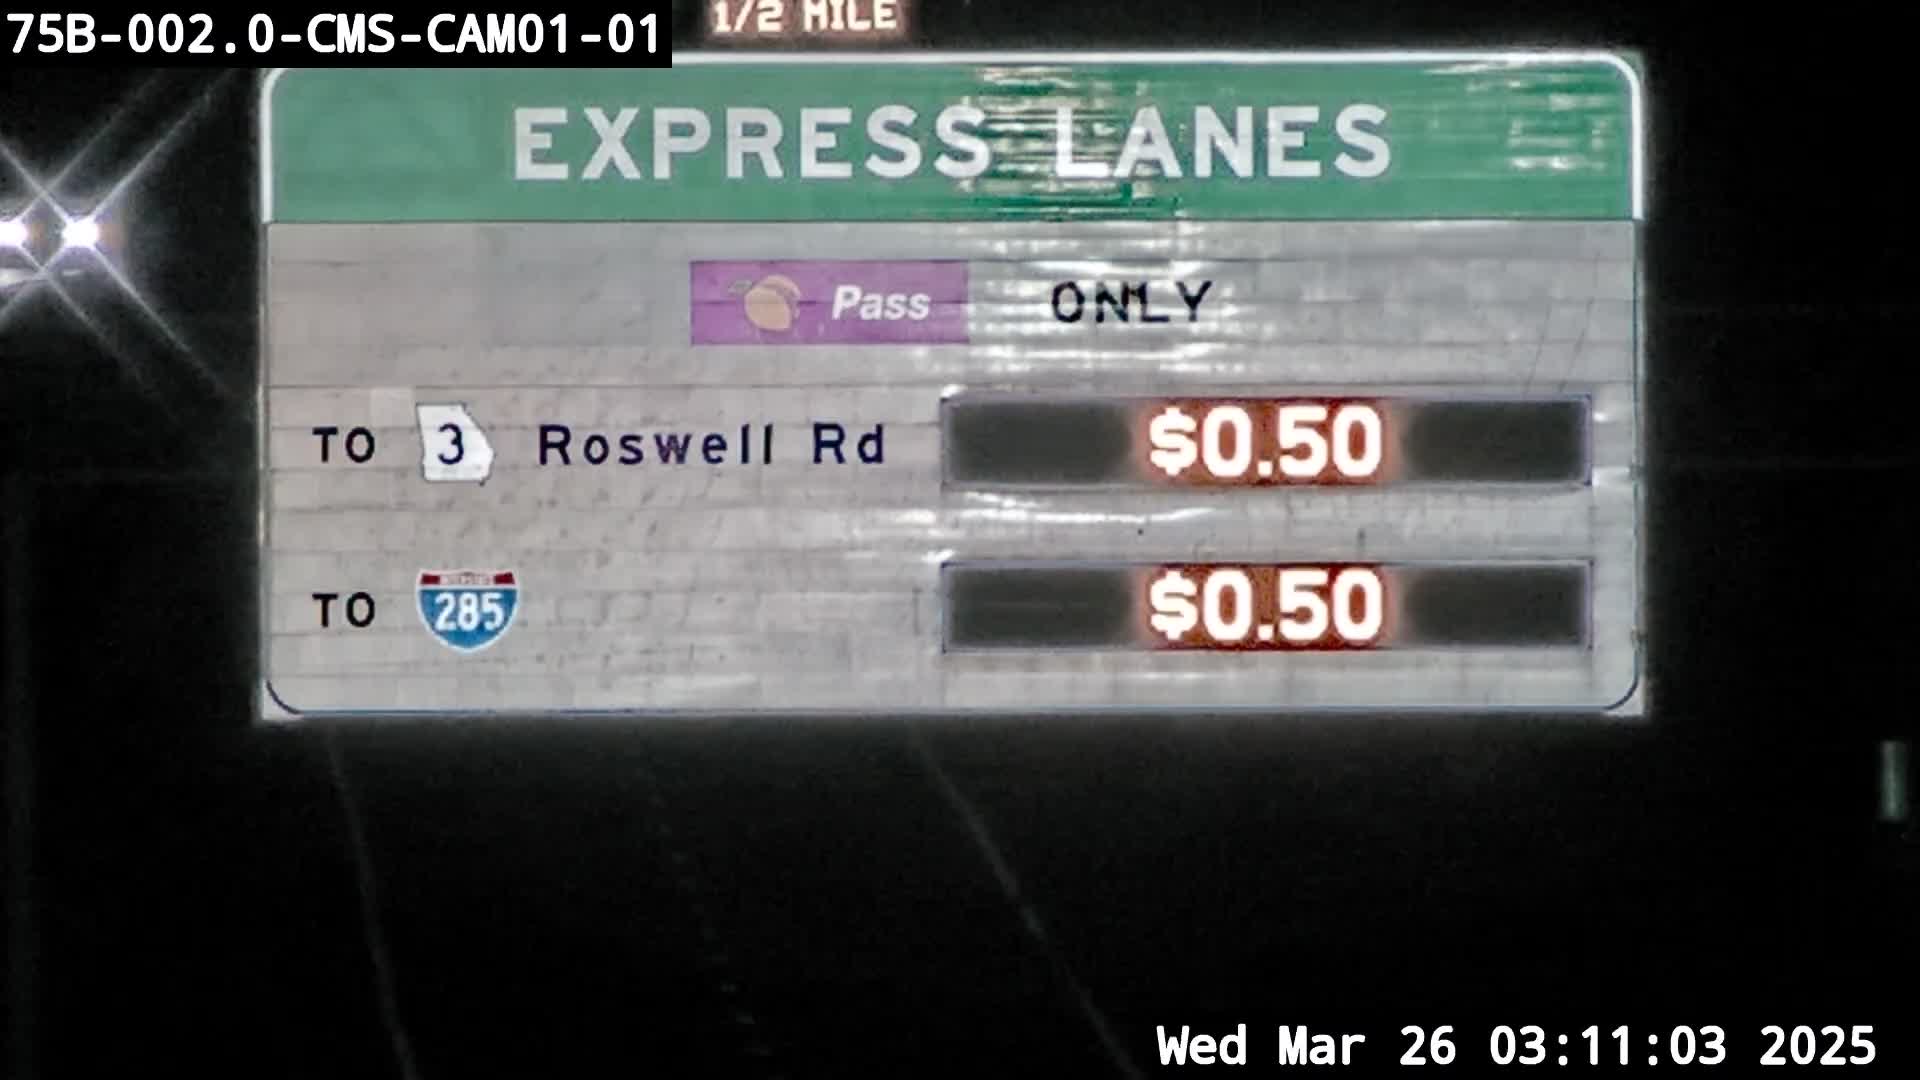 75B-002.0-CMS-CAM01-01
1/2 MILE
EXPRESS LANES
Pass ONLY
TO 3 Roswell Rd $0.50
TO 285 $0.50
Wed Mar 26 03:11:03 2025